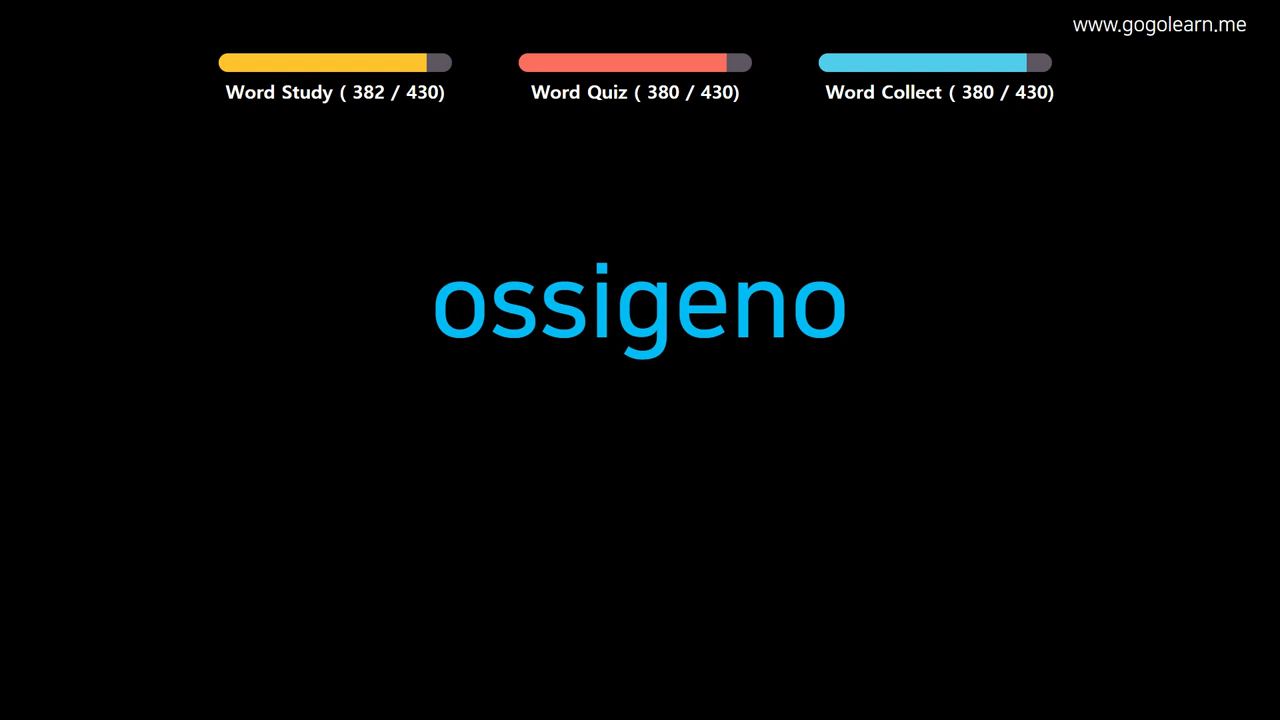 www.gogolearn.me
Word Study ( 382 / 430)
Word Quiz ( 380 / 430)
Word Collect ( 380 / 430)
ossigeno